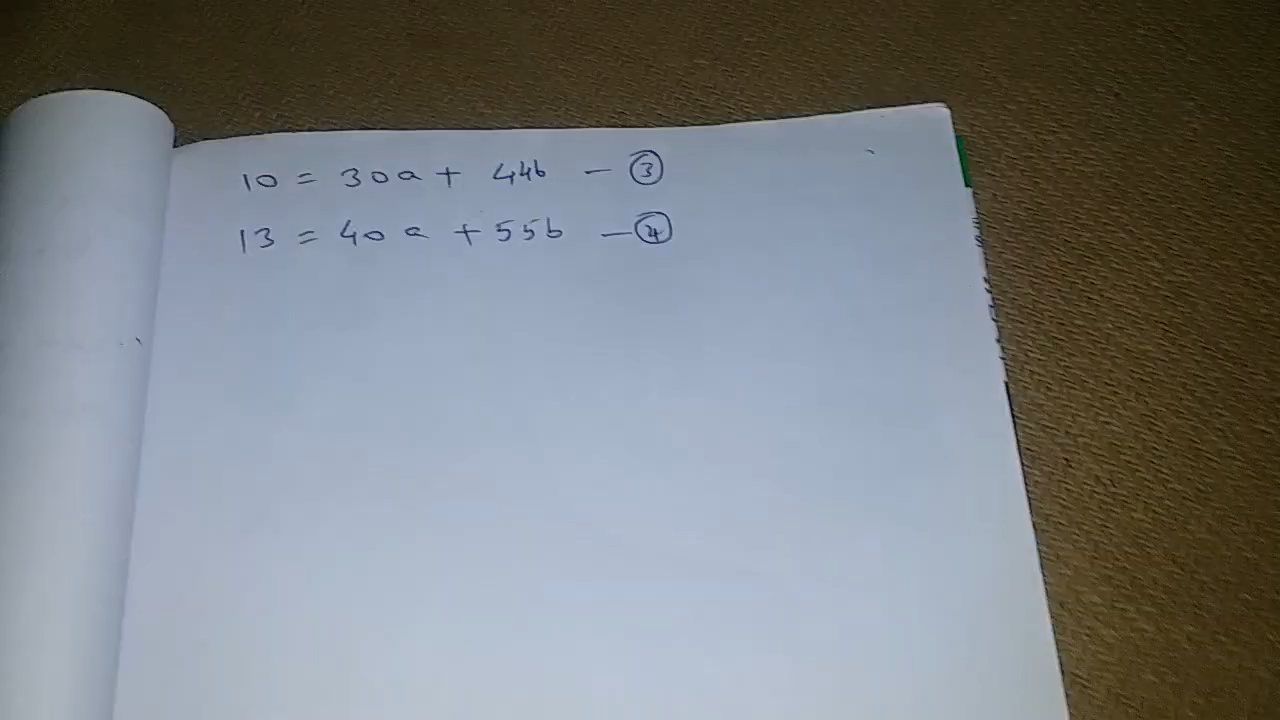 10 = 30a + 44b - ③
13 = 40a + 55b - ④